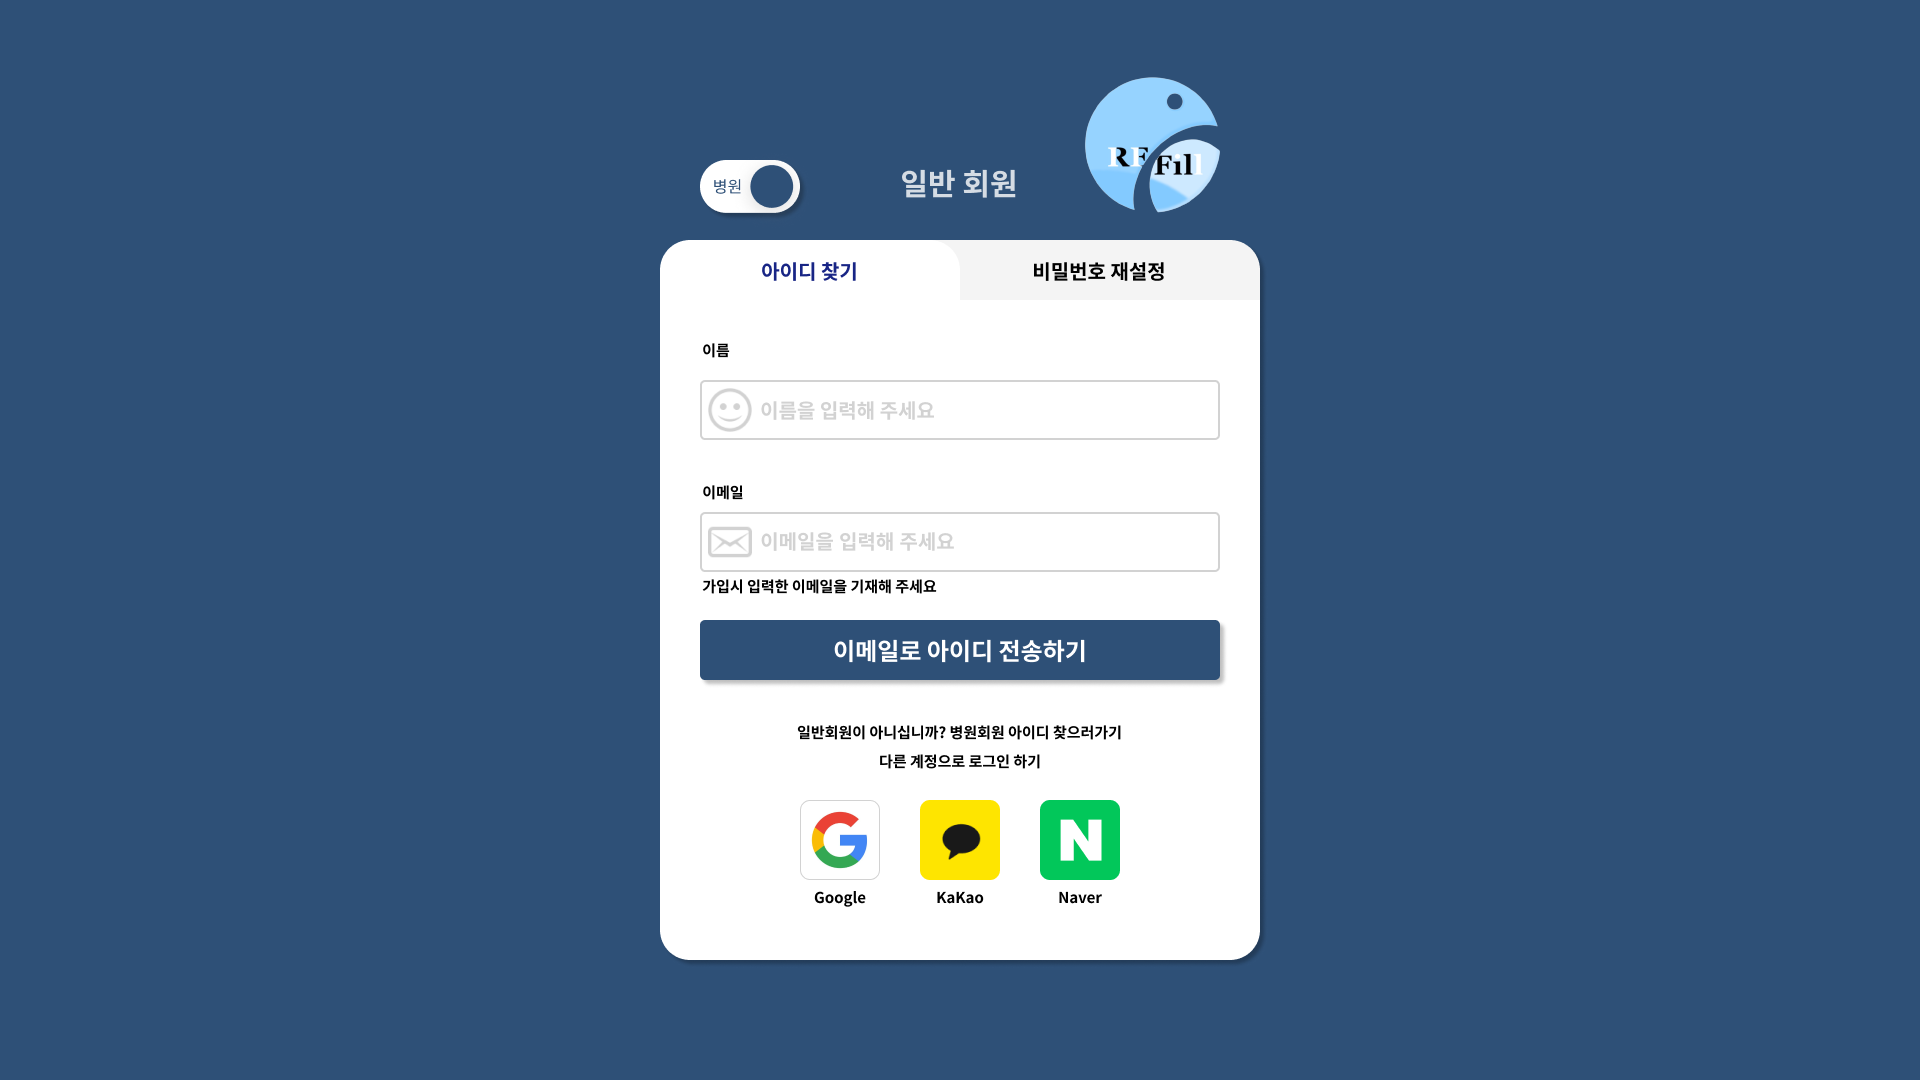 병원
일반 회원
RF Fill
아이디 찾기
비밀번호 재설정
이름
이름을 입력해 주세요
이메일
이메일을 입력해 주세요
가입시 입력한 이메일을 기재해 주세요
이메일로 아이디 전송하기
일반회원이 아니십니까? 병원회원 아이디 찾으러가기
다른 계정으로 로그인 하기
Google
KaKao
Naver